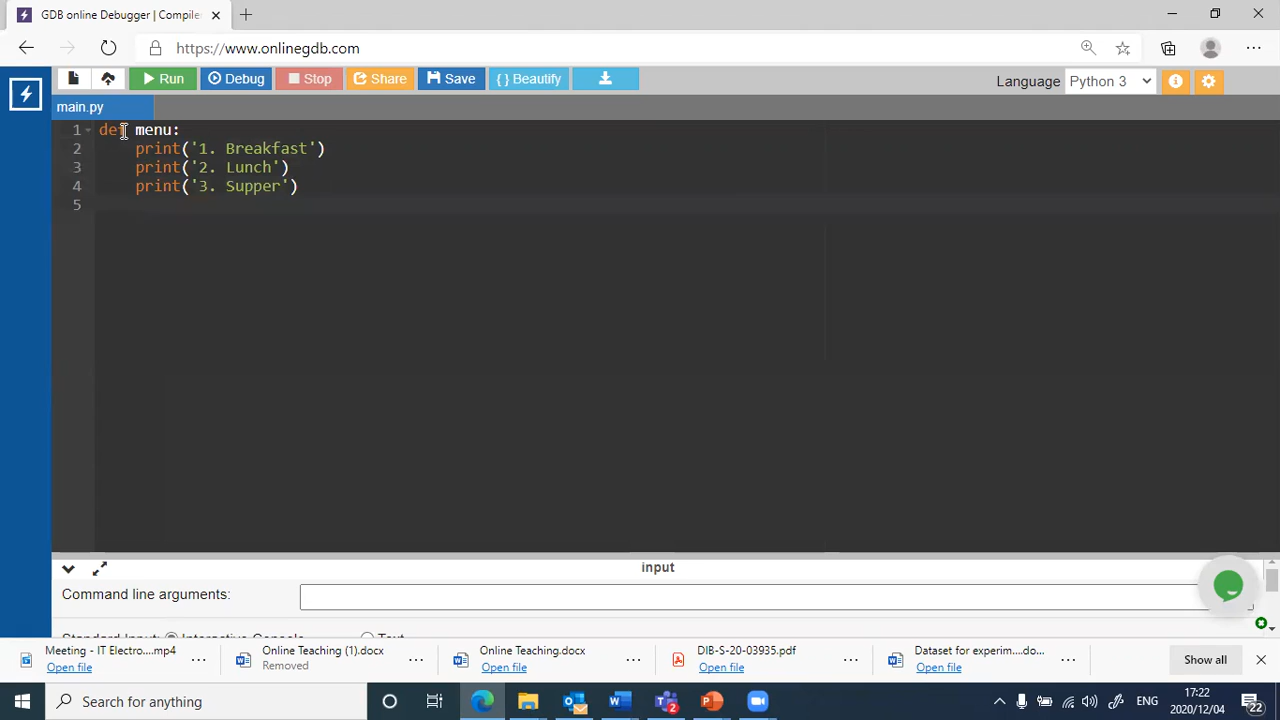 GDB online Debugger | Compile
https://www.onlinegdb.com
Run Debug Stop Share Save { } Beautify Language Python 3
main.py
1 def menu:
2 print('1. Breakfast')
3 print('2. Lunch')
4 print('3. Supper')
5
input
Command line arguments:
Standard Input: Interactive Console Text
Meeting - IT Electro....mp4 Online Teaching (1).docx Online Teaching.docx DIB-S-20-03935.pdf Dataset for experim....do... Show all
Open file Removed Open file Open file Open file
Search for anything 2 ENG 17:22
2020/12/04 22